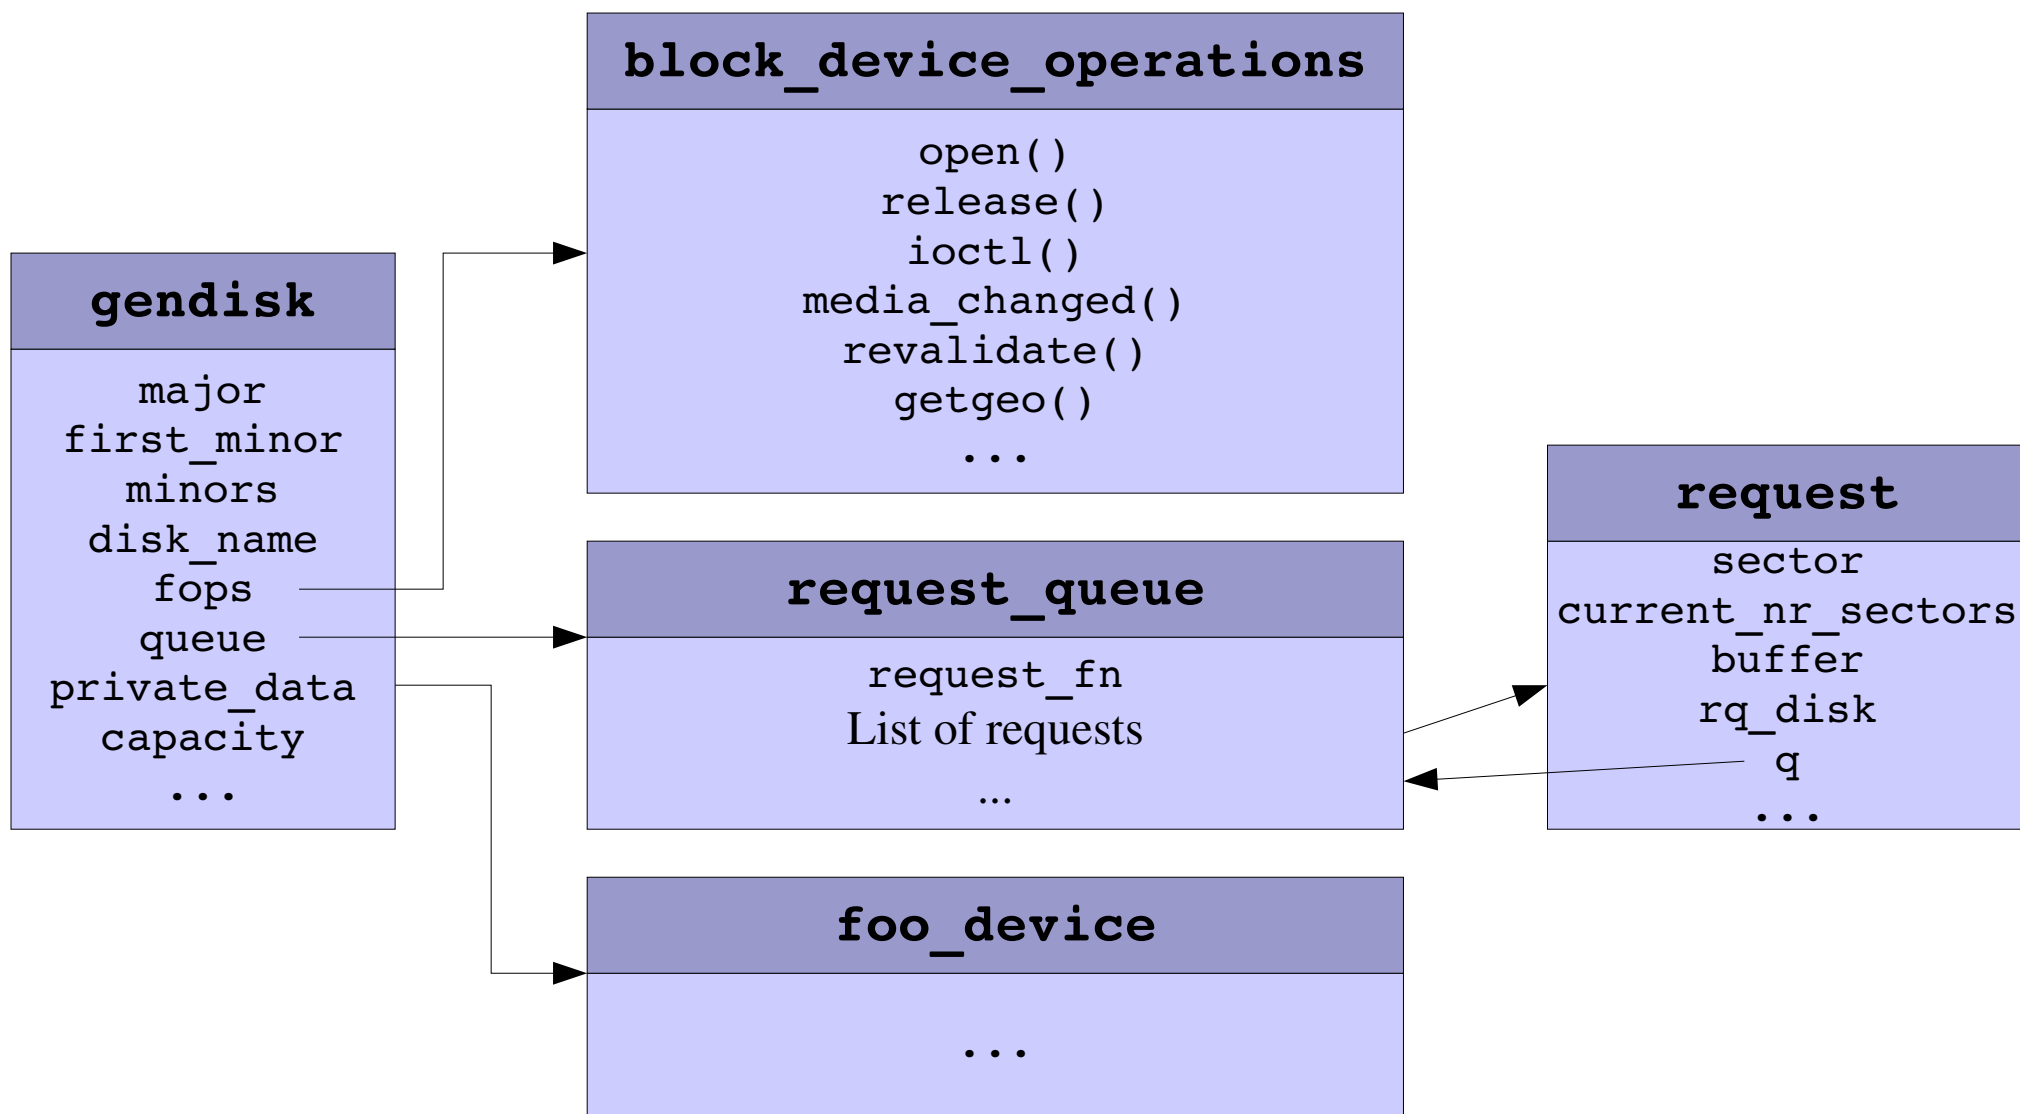 block_device_operations
open()
release()
ioctl()
media_changed()
revalidate()
getgeo()
...
gendisk
major
first_minor
minors
disk_name
fops
queue
private_data
capacity
...
request_queue
request_fn
List of requests
...
request
sector
current_nr_sectors
buffer
rq_disk
q
...
foo_device
...